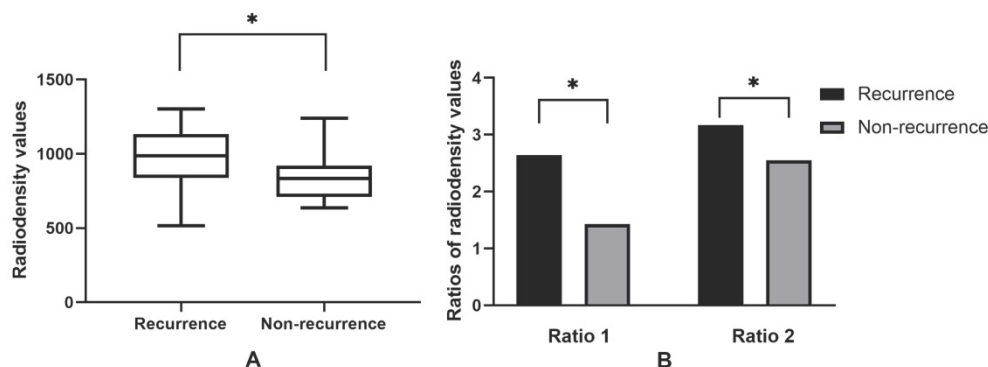 *
Radiodensity values
1500
1000
500
0
Recurrence Non-recurrence
A
Ratios of radiodensity values
4
3
2
1
0
* *
Ratio 1 Ratio 2
B
Recurrence
Non-recurrence